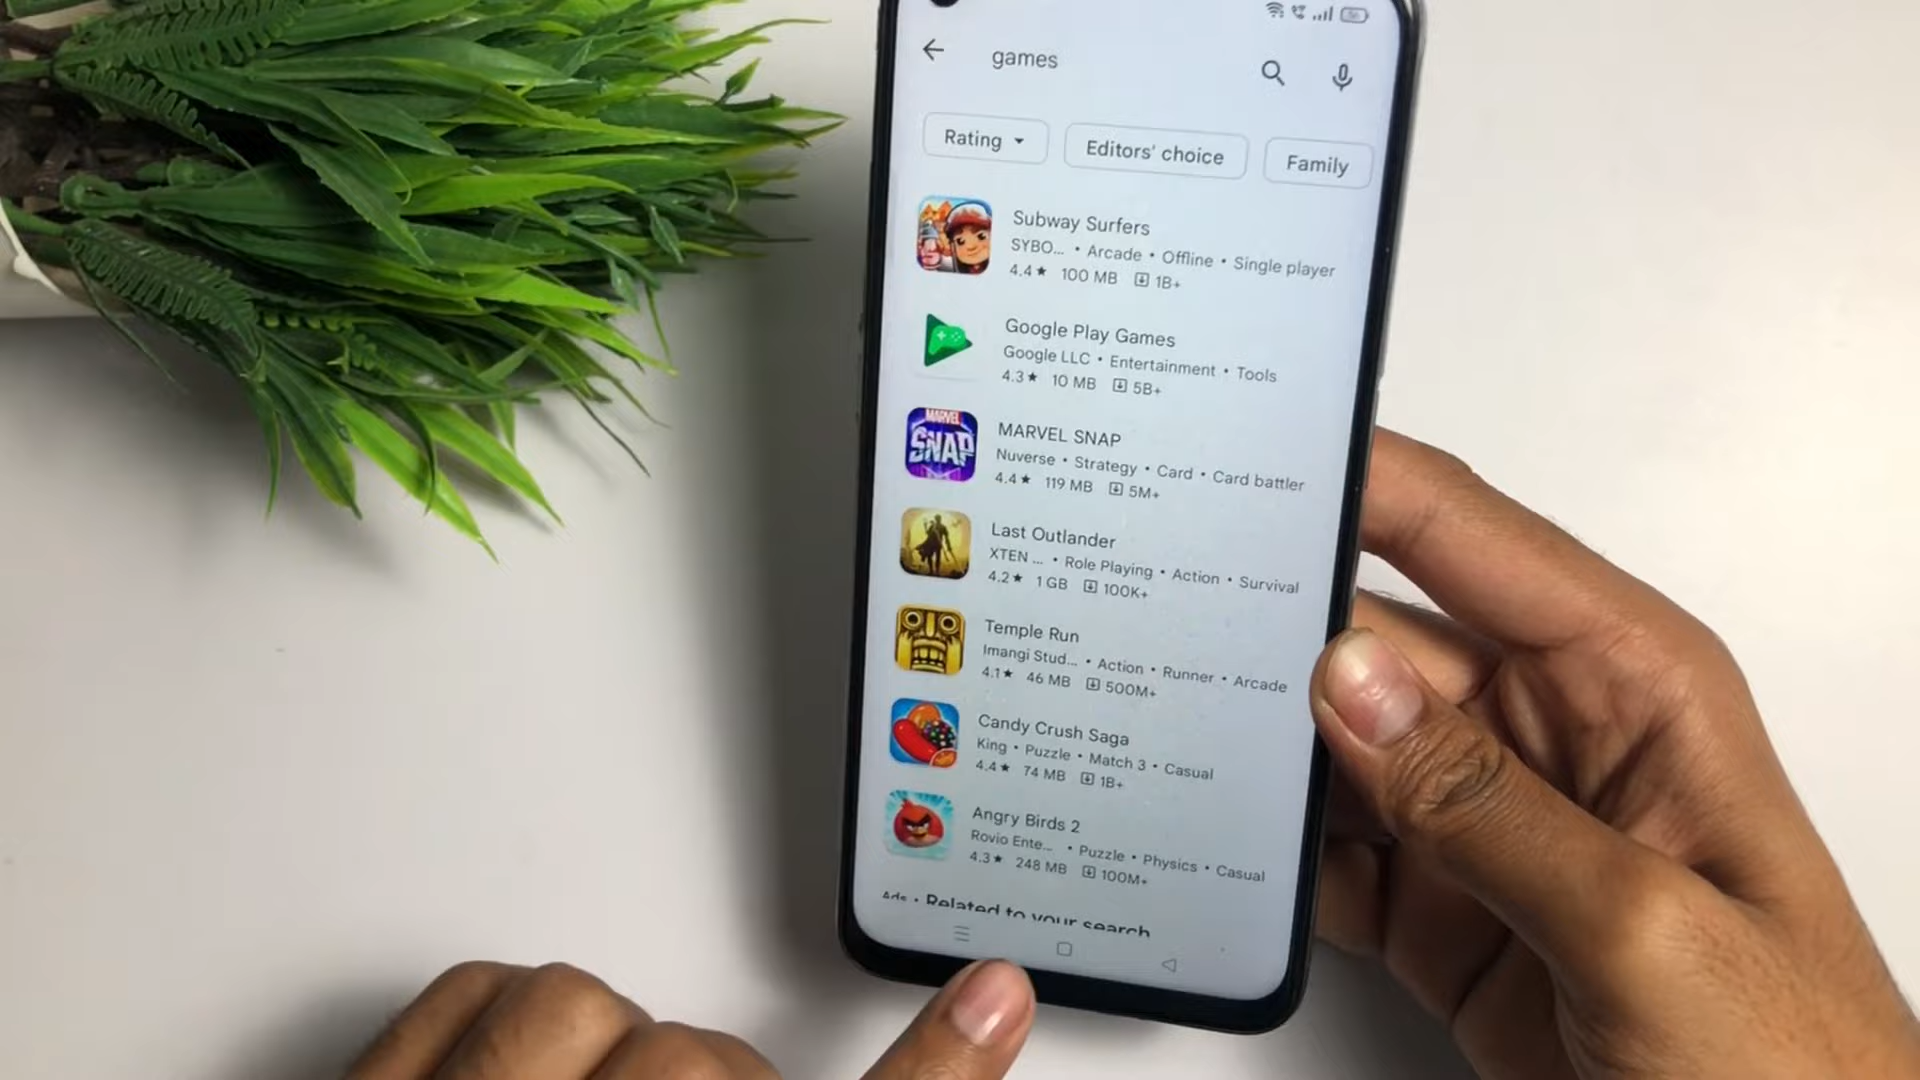 games
Rating
Editors' choice
Family
Subway Surfers
SYBO... • Arcade • Offline • Single player
4.4★ 100 MB 1B+
Google Play Games
Google LLC • Entertainment • Tools
4.3★ 10 MB 5B+
MARVEL
SNAP
MARVEL SNAP
Nuverse • Strategy • Card • Card battler
4.4★ 119 MB 5M+
Last Outlander
XTEN ... • Role Playing • Action • Survival
4.2★ 1 GB 100K+
Temple Run
Imangi Stud... • Action • Runner • Arcade
4.1★ 46 MB 500M+
Candy Crush Saga
King • Puzzle • Match 3 • Casual
4.4★ 74 MB 1B+
Angry Birds 2
Rovio Ente... • Puzzle • Physics • Casual
4.3★ 248 MB 100M+
Ads • Related to your search